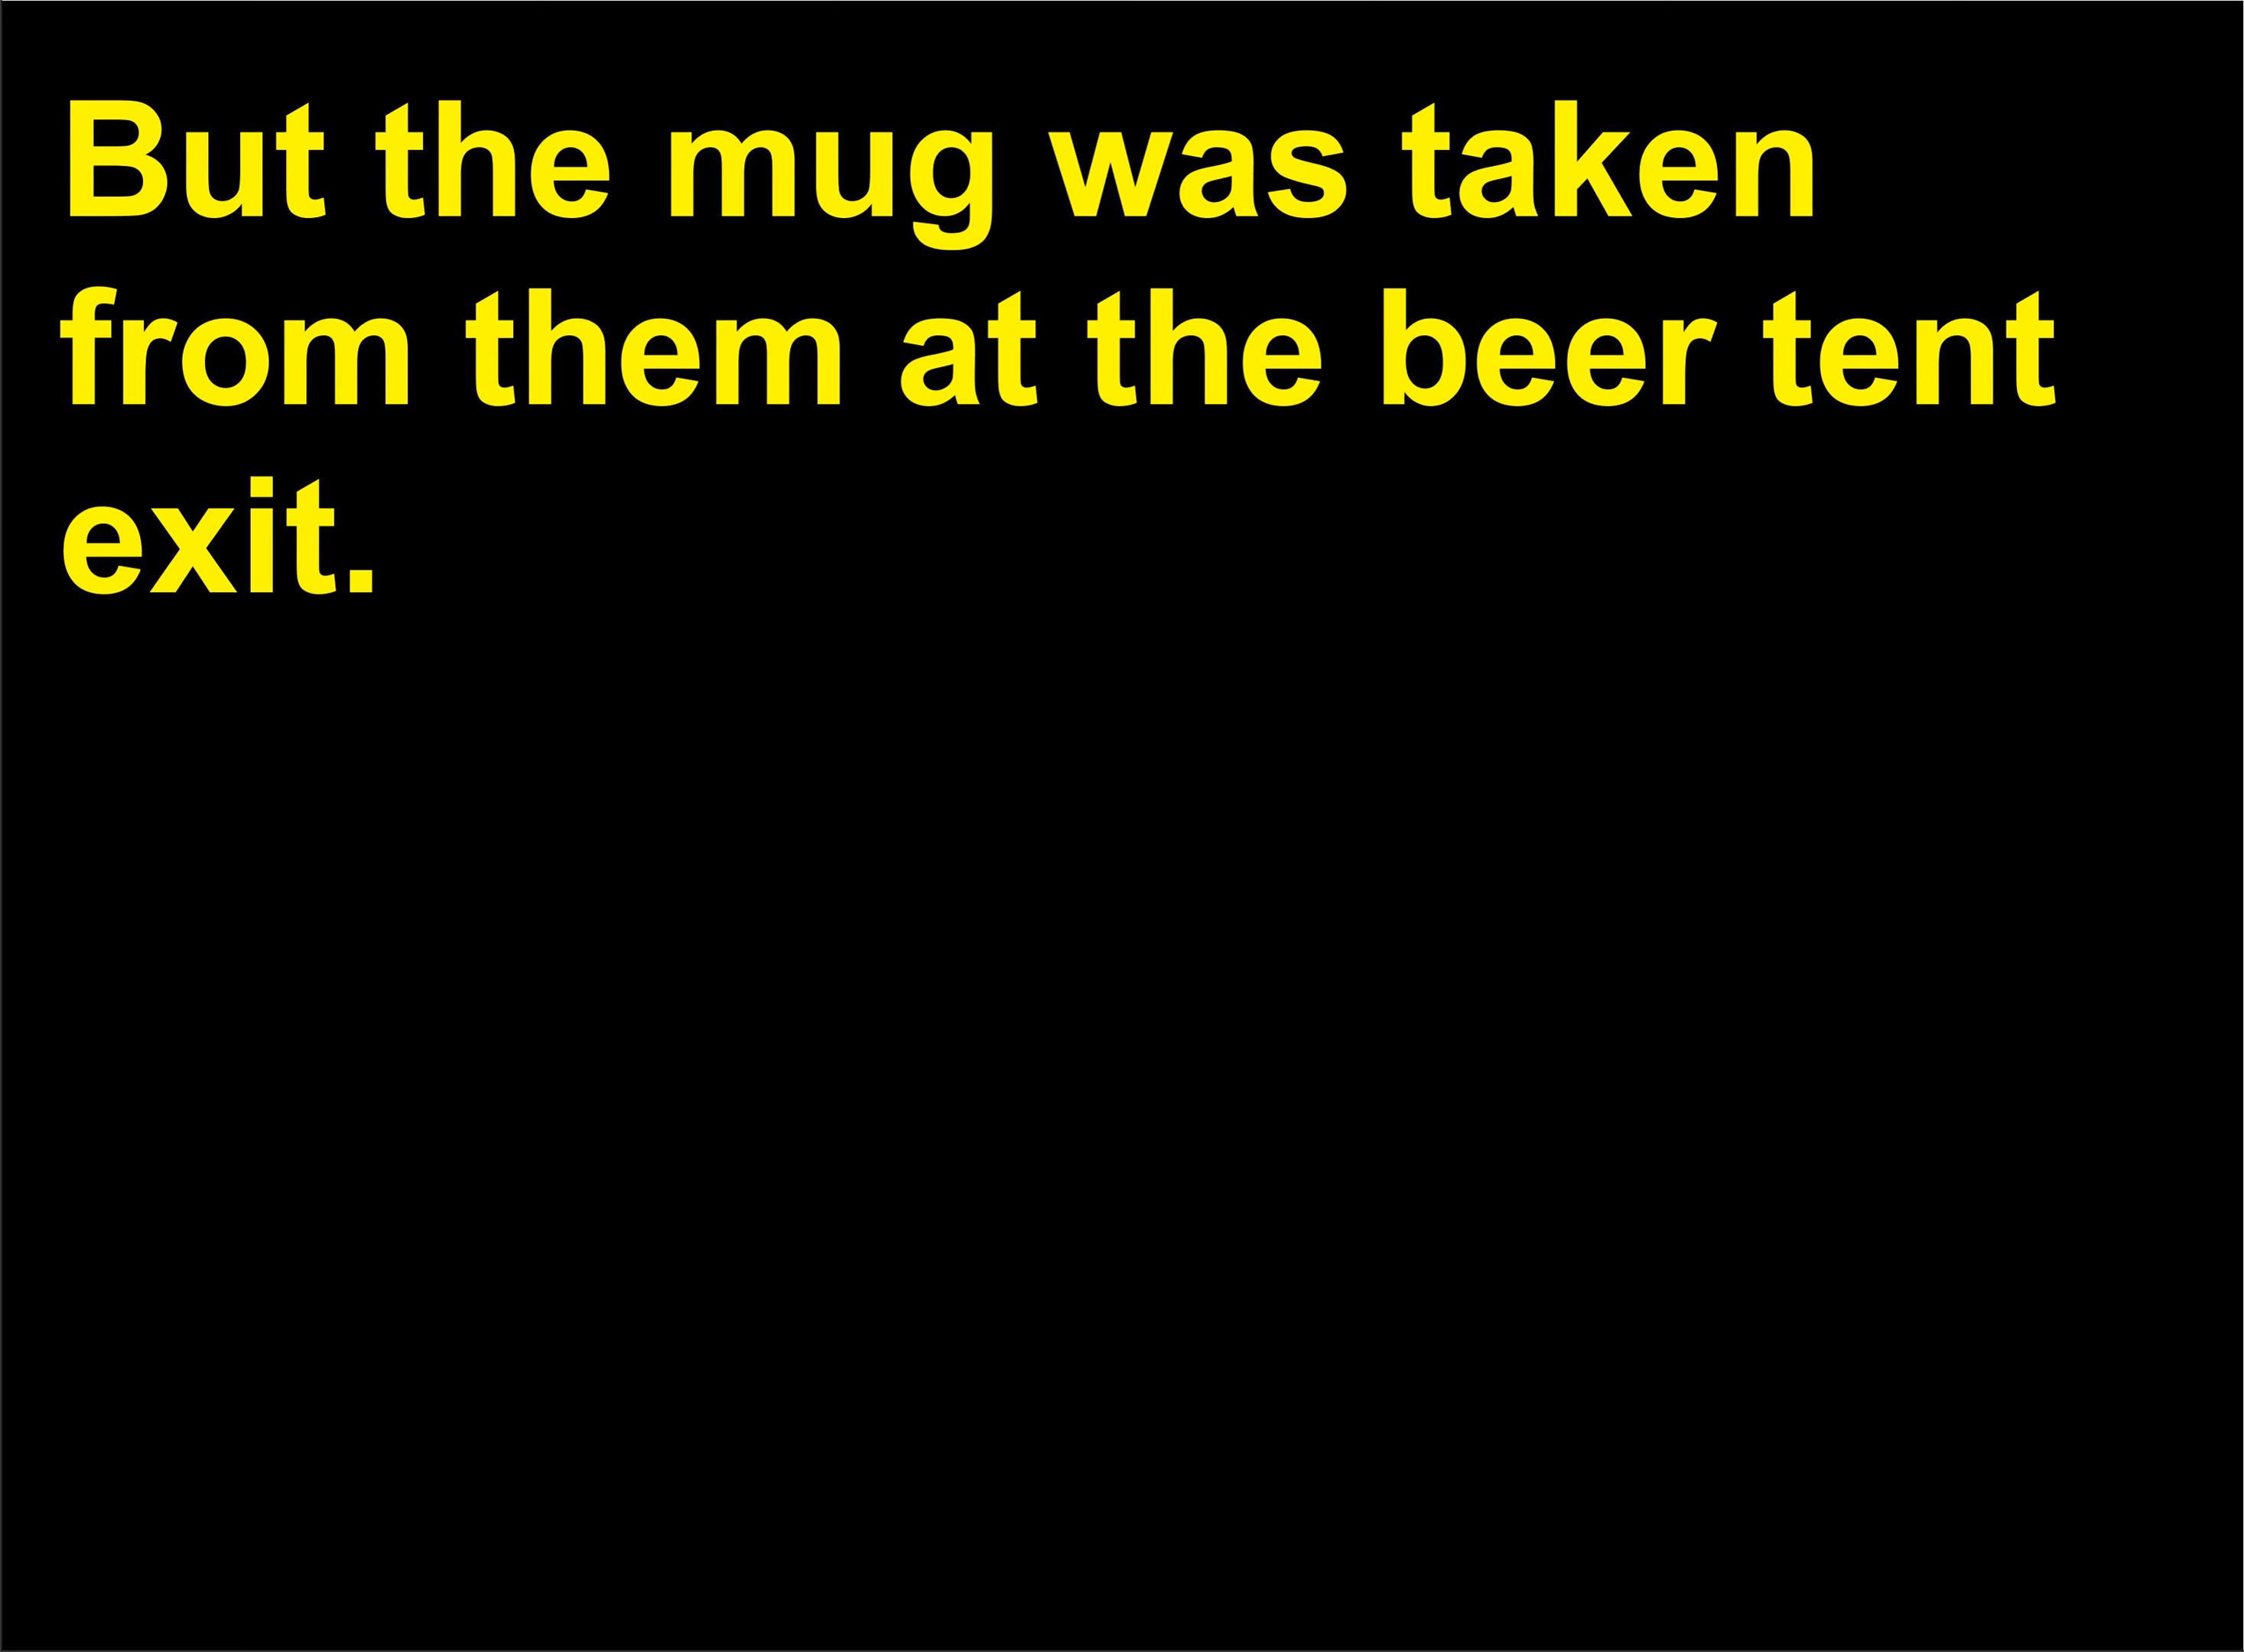 But the mug was taken
from them at the beer tent
exit.